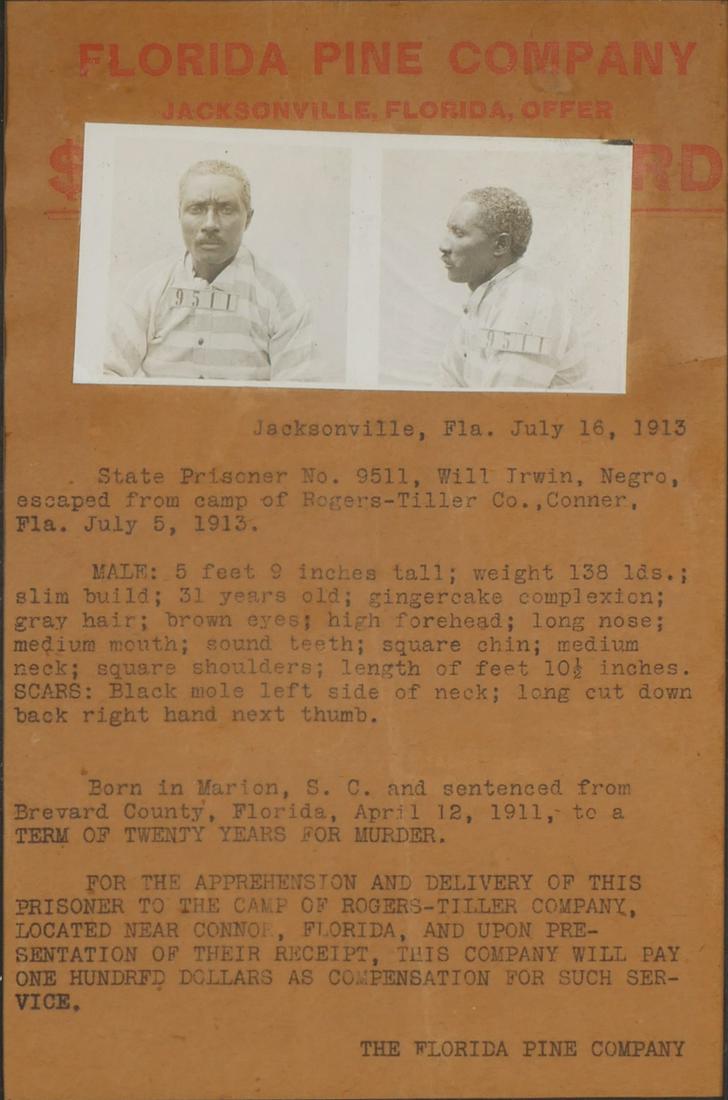 FLORIDA PINE COMPANY
JACKSONVILLE, FLORIDA, OFFER
$ RD
9511
9511
Jacksonville, Fla. July 16, 1913
State Prisoner No. 9511, Will Irwin, Negro,
escaped from camp of Rogers-Tiller Co.,Conner,
Fla. July 5, 1913.
MALE: 5 feet 9 inches tall; weight 138 lds.;
slim build; 31 years old; gingercake complexion;
gray hair; brown eyes; high forehead; long nose;
medium mouth; sound teeth; square chin; medium
neck; square shoulders; length of feet 10½ inches.
SCARS: Black mole left side of neck; long cut down
back right hand next thumb.
Born in Marion, S. C. and sentenced from
Brevard County, Florida, April 12, 1911,- to a
TERM OF TWENTY YEARS FOR MURDER.
FOR THE APPREHENSION AND DELIVERY OF THIS
PRISONER TO THE CAMP OF ROGERS-TILLER COMPANY,
LOCATED NEAR CONNOR, FLORIDA, AND UPON PRE-
SENTATION OF THEIR RECEIPT, THIS COMPANY WILL PAY
ONE HUNDRED DOLLARS AS COMPENSATION FOR SUCH SER-
VICE.
THE FLORIDA PINE COMPANY